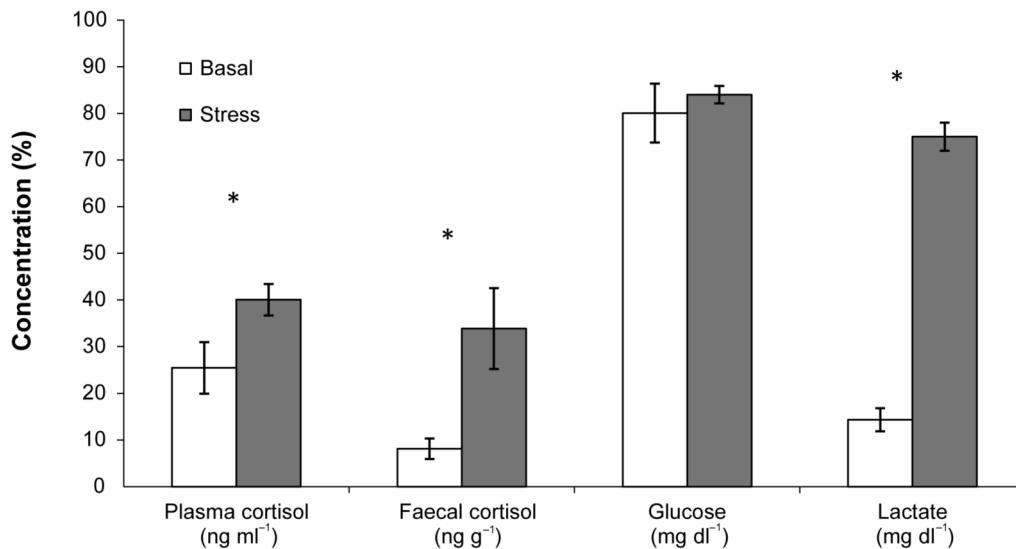 Concentration (%)
100
90
80
70
60
50
40
30
20
10
0
Basal
Stress
*
*
*
Plasma cortisol
(ng ml⁻¹)
Faecal cortisol
(ng g⁻¹)
Glucose
(mg dl⁻¹)
Lactate
(mg dl⁻¹)